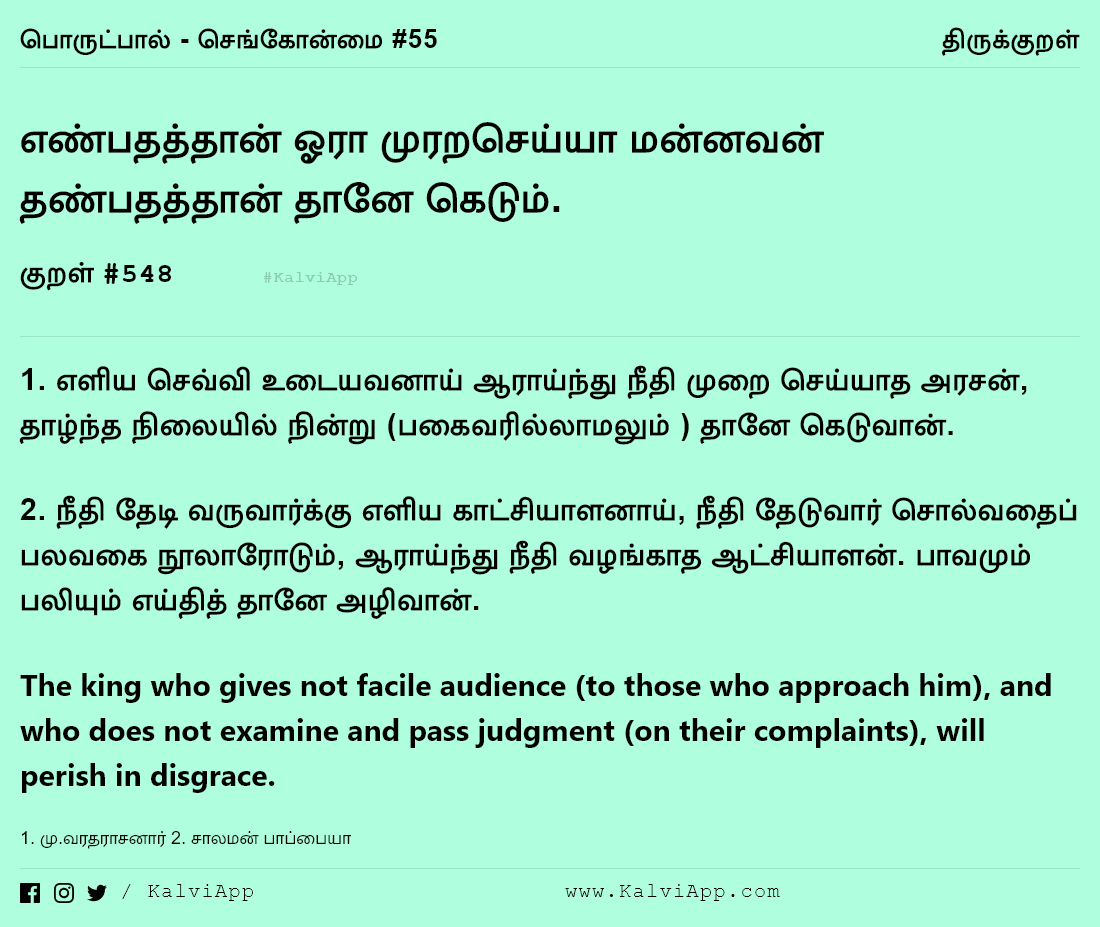 பொருட்பால் - செங்கோன்மை #55 திருக்குறள்
எண்பதத்தான் ஓரா முரறசெய்யா மன்னவன்
தண்பதத்தான் தானே கெடும்.
குறள் #548 #KalviApp
1. எளிய செவ்வி உடையவனாய் ஆராய்ந்து நீதி முறை செய்யாத அரசன்,
தாழ்ந்த நிலையில் நின்று (பகைவரில்லாமலும் ) தானே கெடுவான்.
2. நீதி தேடி வருவார்க்கு எளிய காட்சியாளனாய், நீதி தேடுவார் சொல்வதைப்
பலவகை நூலாரோடும், ஆராய்ந்து நீதி வழங்காத ஆட்சியாளன். பாவமும்
பலியும் எய்தித் தானே அழிவான்.
The king who gives not facile audience (to those who approach him), and
who does not examine and pass judgment (on their complaints), will
perish in disgrace.
1. மு.வரதராசனார் 2. சாலமன் பாப்பையா
/ KalviApp www.KalviApp.com